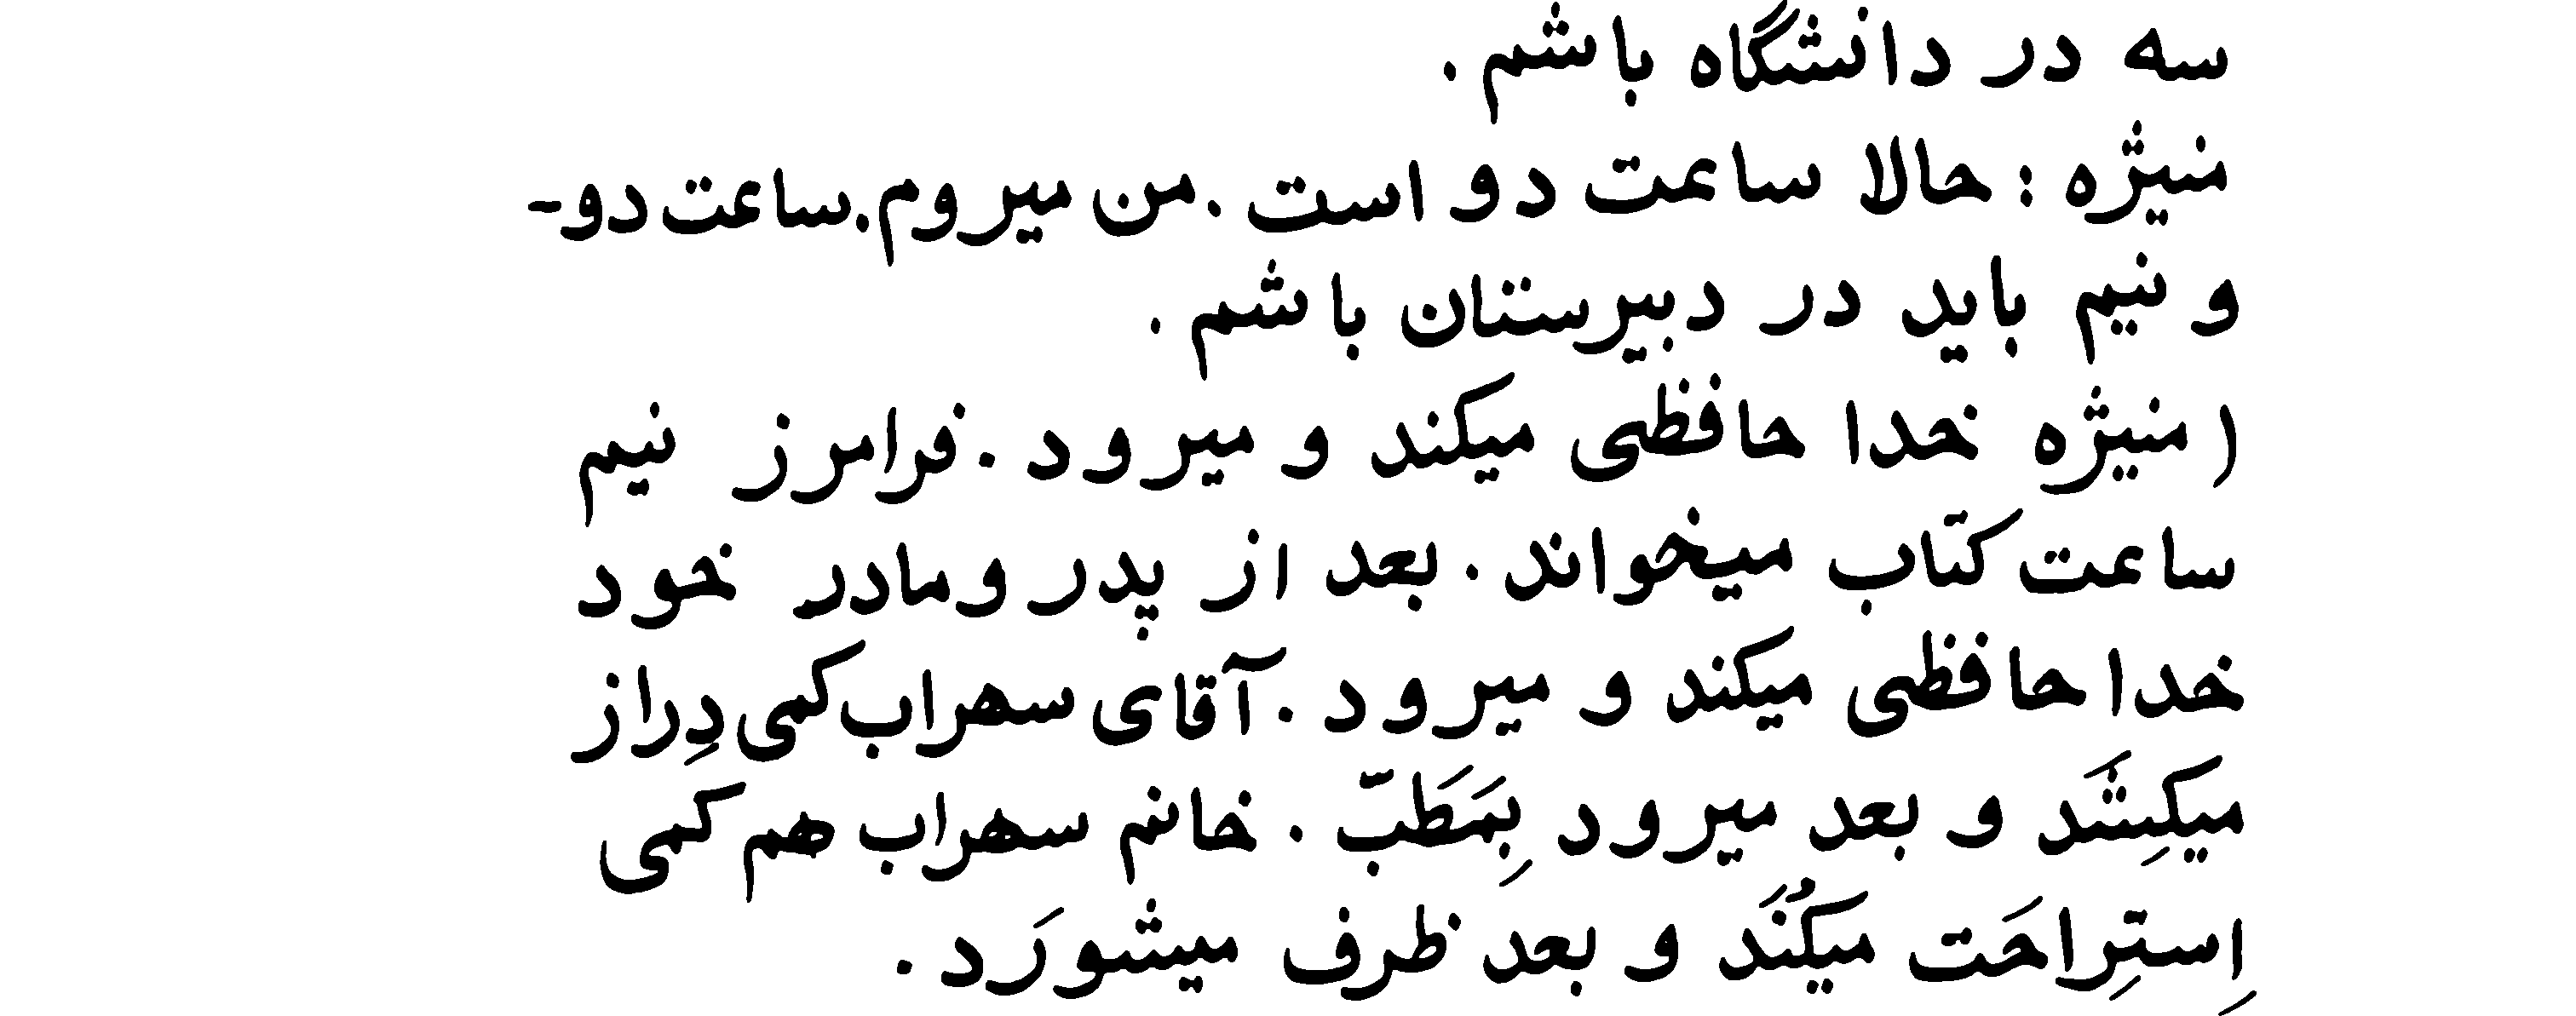 سه در دانشگاه باشم.
منیژه : حالا ساعت دو است. من میروم. ساعت دو-
و نیم باید در دبیرستان باشم.
( منیژه خدا حافظی میکند و میرود. فرامرز نیم
ساعت کتاب میخواند. بعد از پدر و مادر خود
خدا حافظی میکند و میرود. آقای سهراب کمی دِراز
میکِشَد و بعد میرود بِمَطَبّ. خانم سهراب هم کمی
اِستِراحَت میکُنَد و بعد ظرف میشورَد.